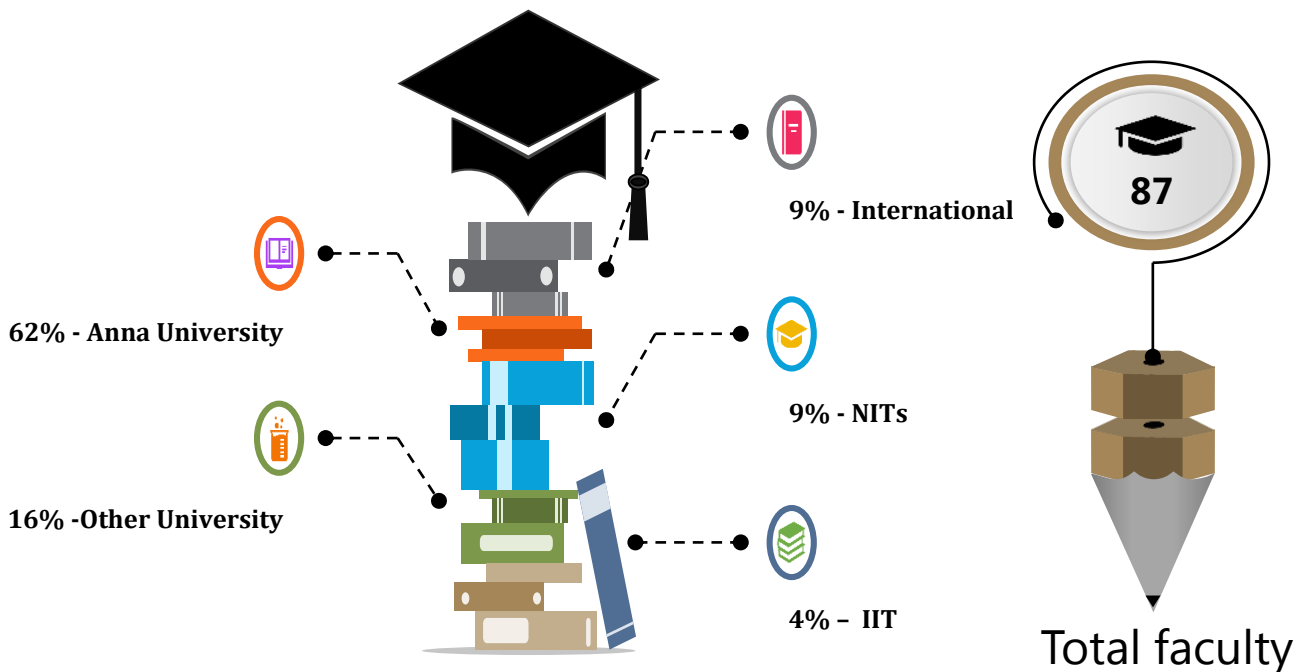 9% - International
87
62% - Anna University
9% - NITs
16% -Other University
4% – IIT
Total faculty